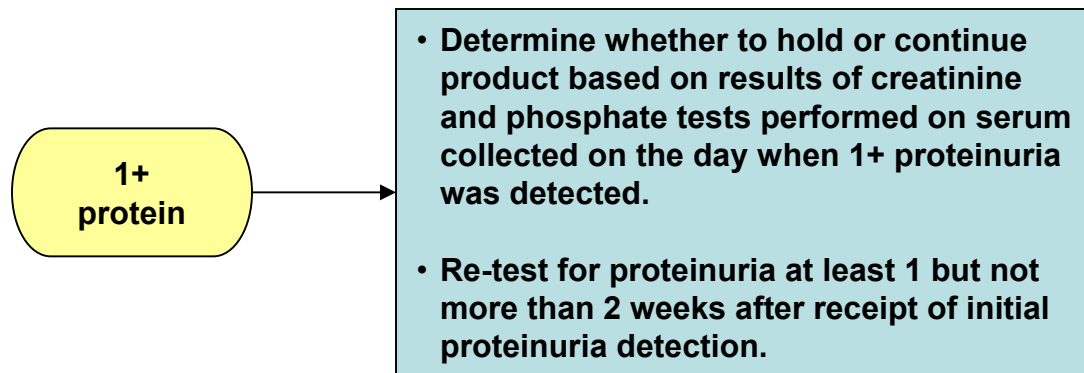 1+
protein
• Determine whether to hold or continue
product based on results of creatinine
and phosphate tests performed on serum
collected on the day when 1+ proteinuria
was detected.
• Re-test for proteinuria at least 1 but not
more than 2 weeks after receipt of initial
proteinuria detection.